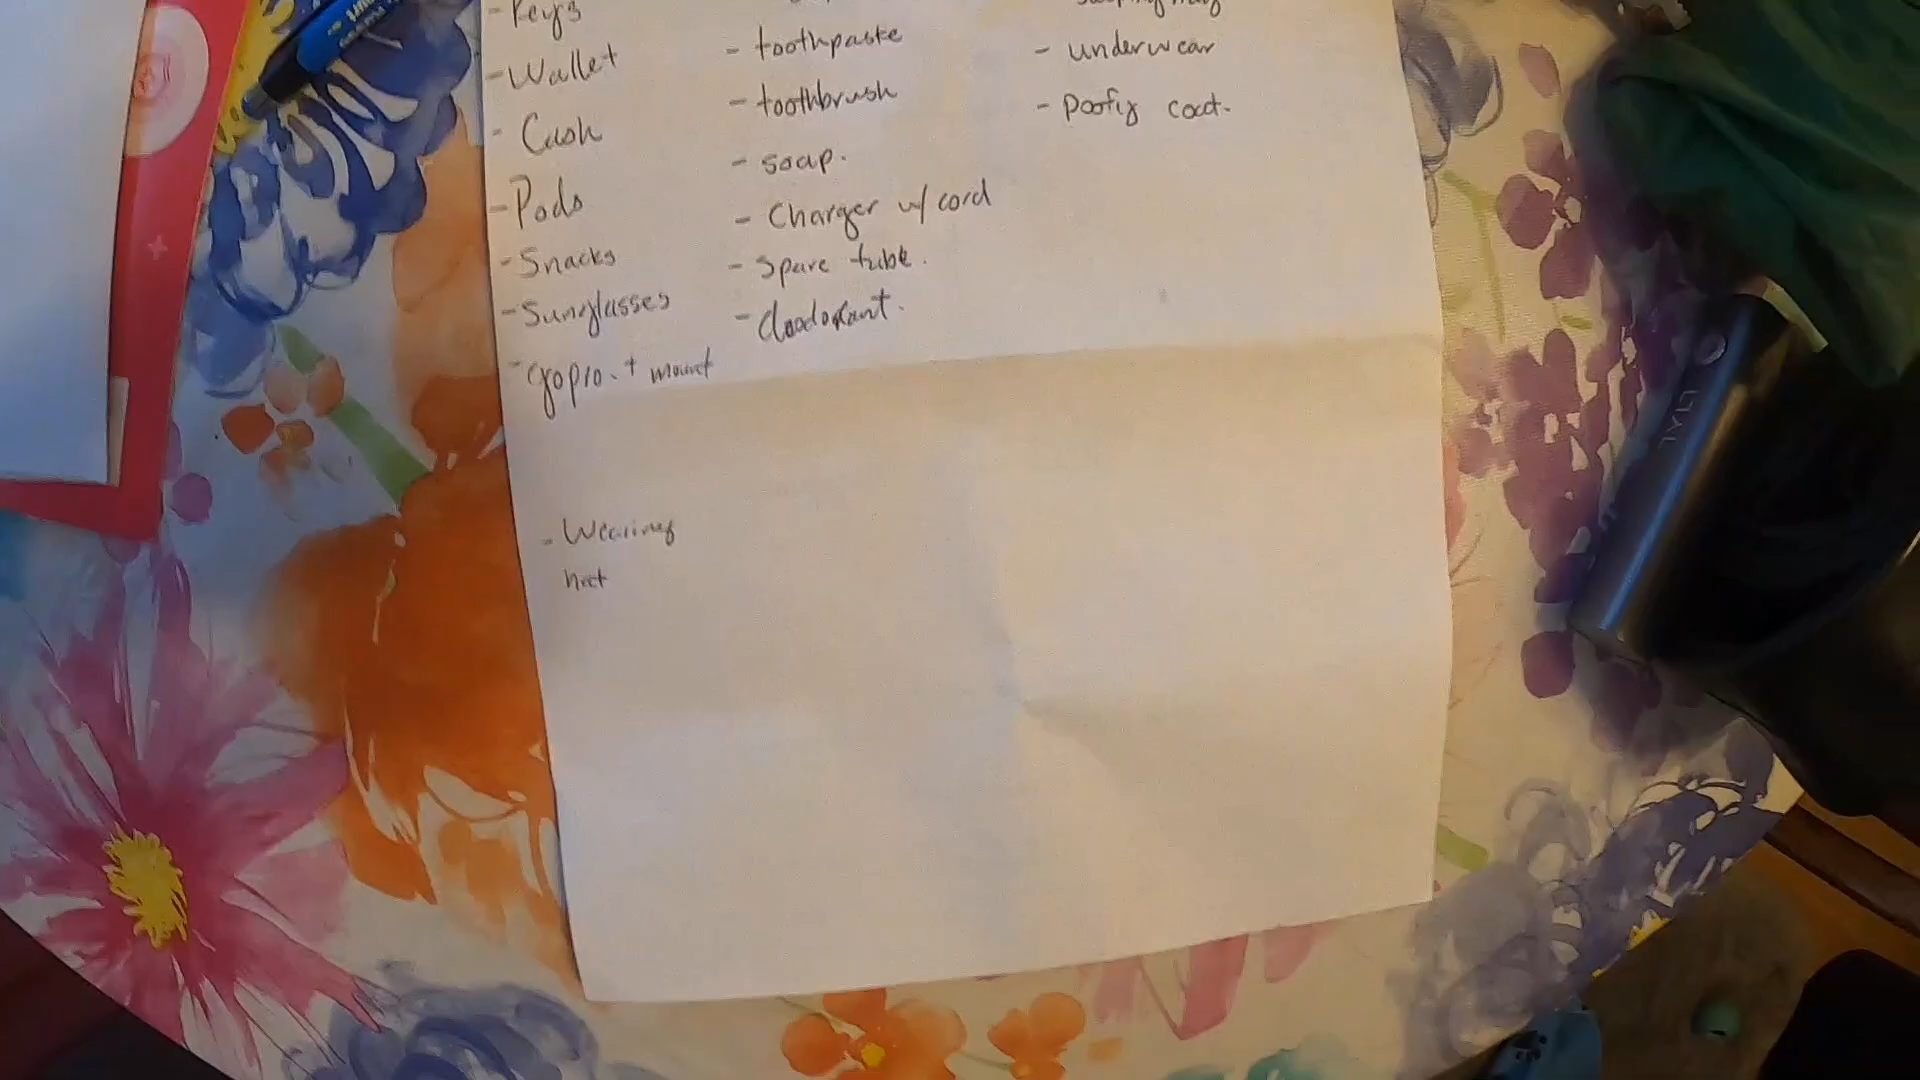 - Keys
- Wallet
- Cash
- Pods
- Snacks
- Sunglasses
- Gopro. + mount
- toothpaste
- toothbrush
- soap.
- Charger w/ cord
- Spare tube.
- deodorant.
- underwear
- Poofy coat.
- Wearing
hat